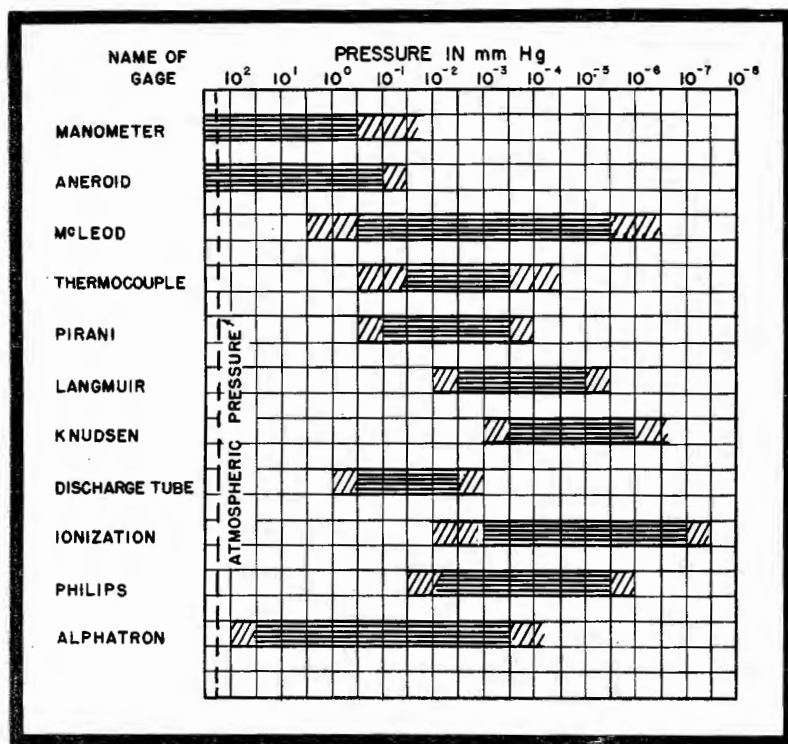 NAME OF GAGE
PRESSURE IN mm Hg
10² 10¹ 10⁰ 10⁻¹ 10⁻² 10⁻³ 10⁻⁴ 10⁻⁵ 10⁻⁶ 10⁻⁷ 10⁻⁸
MANOMETER
ANEROID
McLEOD
THERMOCOUPLE
PIRANI
LANGMUIR
KNUDSEN
DISCHARGE TUBE
IONIZATION
PHILIPS
ALPHATRON
ATMOSPHERIC PRESSURE